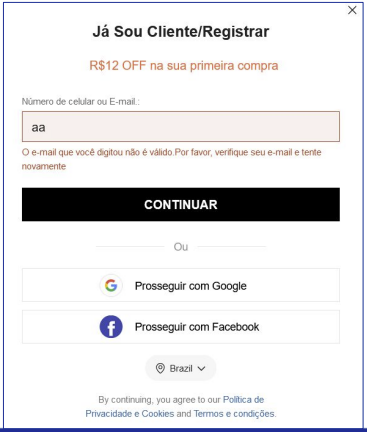 Já Sou Cliente/Registrar
R$12 OFF na sua primeira compra
Número de celular ou E-mail.:
aa
O e-mail que você digitou não é válido.Por favor, verifique seu e-mail e tente
novamente
CONTINUAR
Ou
Prosseguir com Google
Prosseguir com Facebook
Brazil
By continuing, you agree to our Política de
Privacidade e Cookies and Termos e condições.